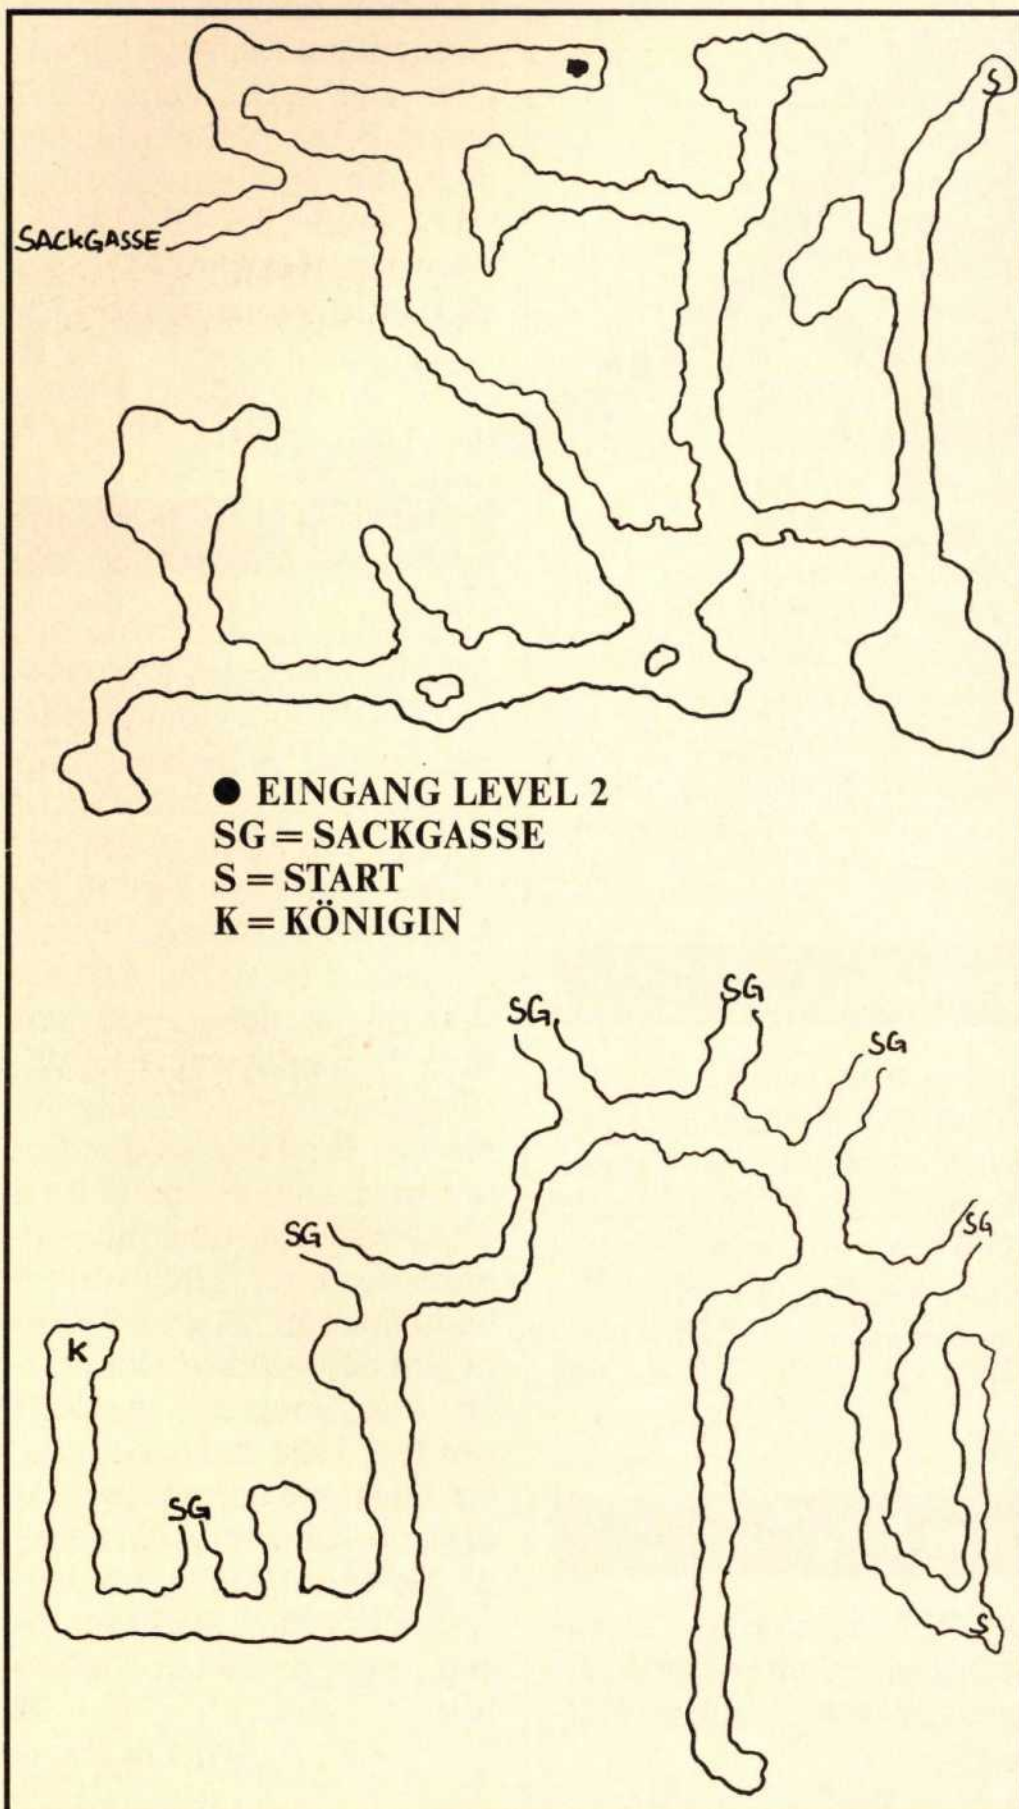 S
SACKGASSE
● EINGANG LEVEL 2
SG = SACKGASSE
S = START
K = KÖNIGIN
SG
SG
SG
SG
SG
K
SG
S